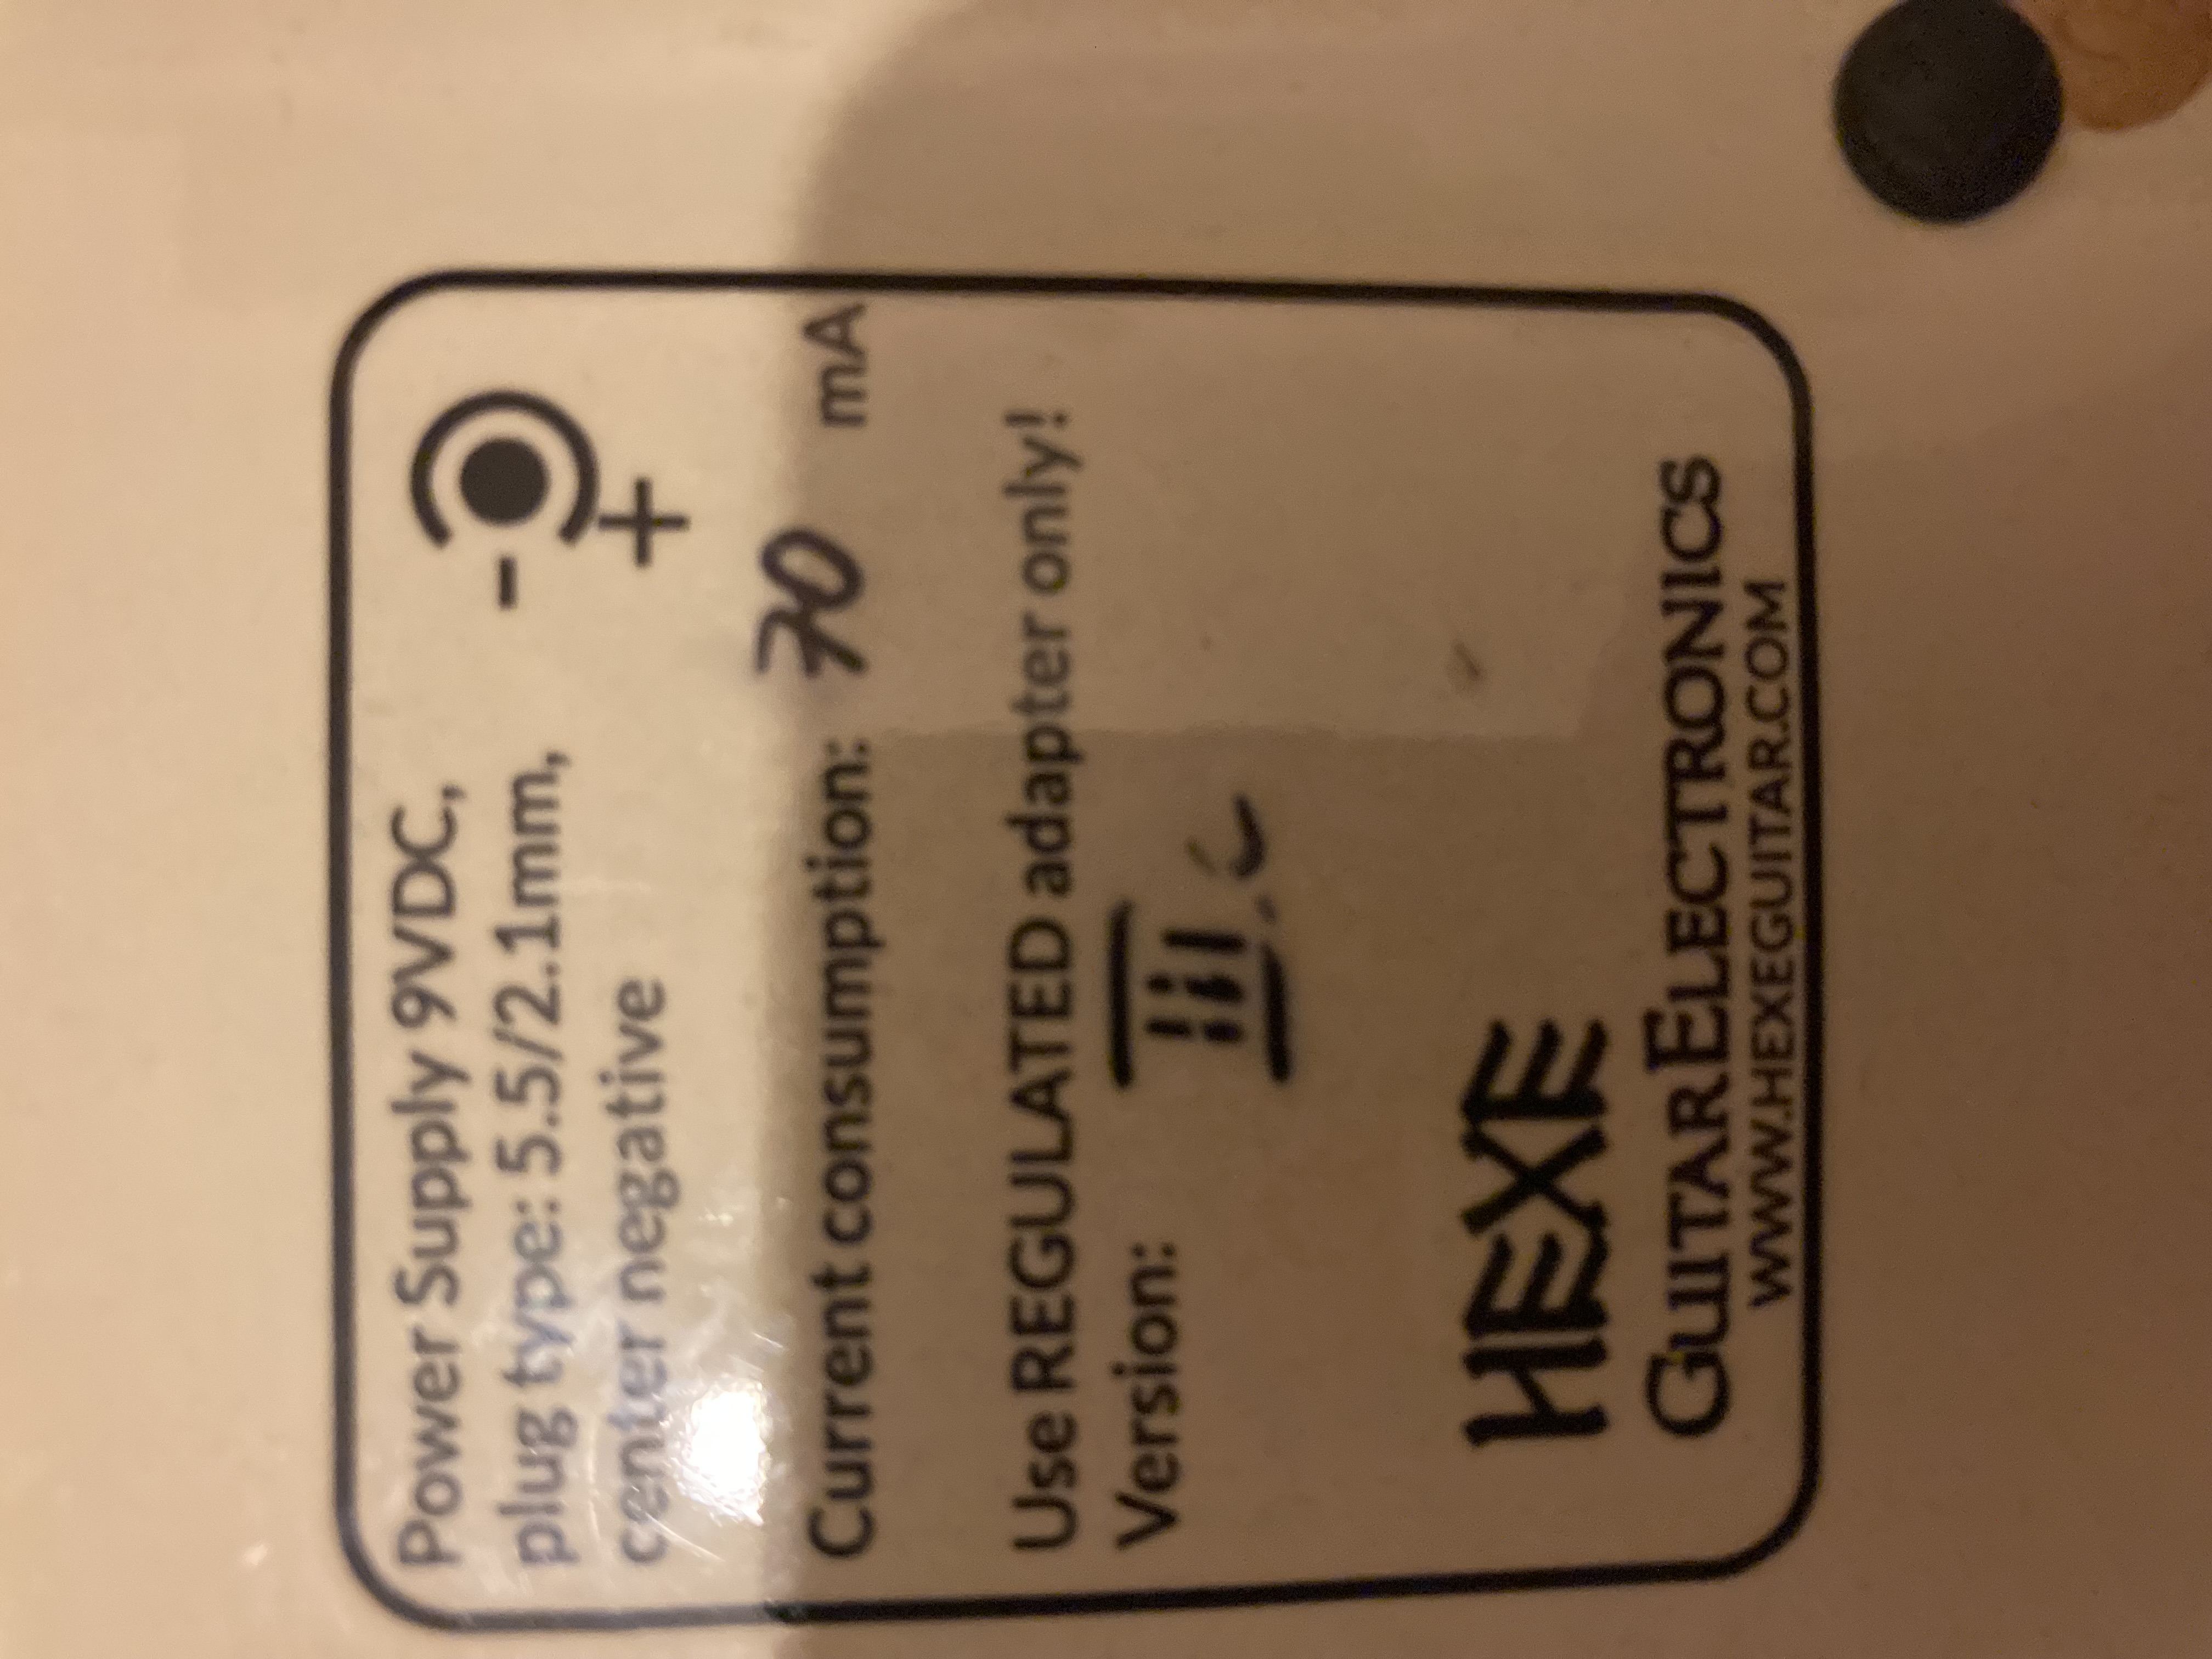 Power Supply 9VDC,
plug type: 5.5/2.1mm,
center negative
- +
Current consumption: 70 mA
Use REGULATED adapter only!
Version: III.c
HEXE
GUITARELECTRONICS
WWW.HEXEGUITAR.COM